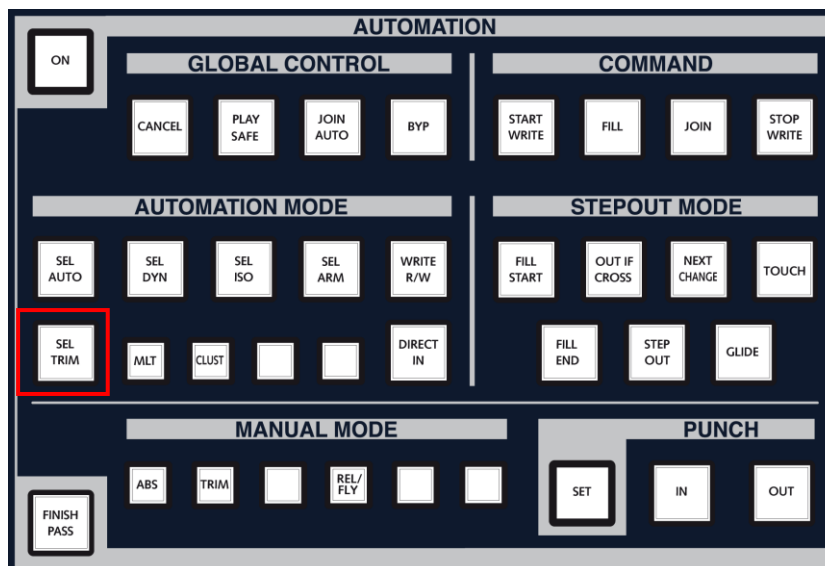 AUTOMATION
ON
GLOBAL CONTROL
COMMAND
CANCEL
PLAY
SAFE
JOIN
AUTO
BYP
START
WRITE
FILL
JOIN
STOP
WRITE
AUTOMATION MODE
STEPOUT MODE
SEL
AUTO
SEL
DYN
SEL
ISO
SEL
ARM
WRITE
R/W
FILL
START
OUT IF
CROSS
NEXT
CHANGE
TOUCH
SEL
TRIM
MLT
CLUST
DIRECT
IN
FILL
END
STEP
OUT
GLIDE
MANUAL MODE
PUNCH
ABS
TRIM
REL/
FLY
SET
IN
OUT
FINISH
PASS